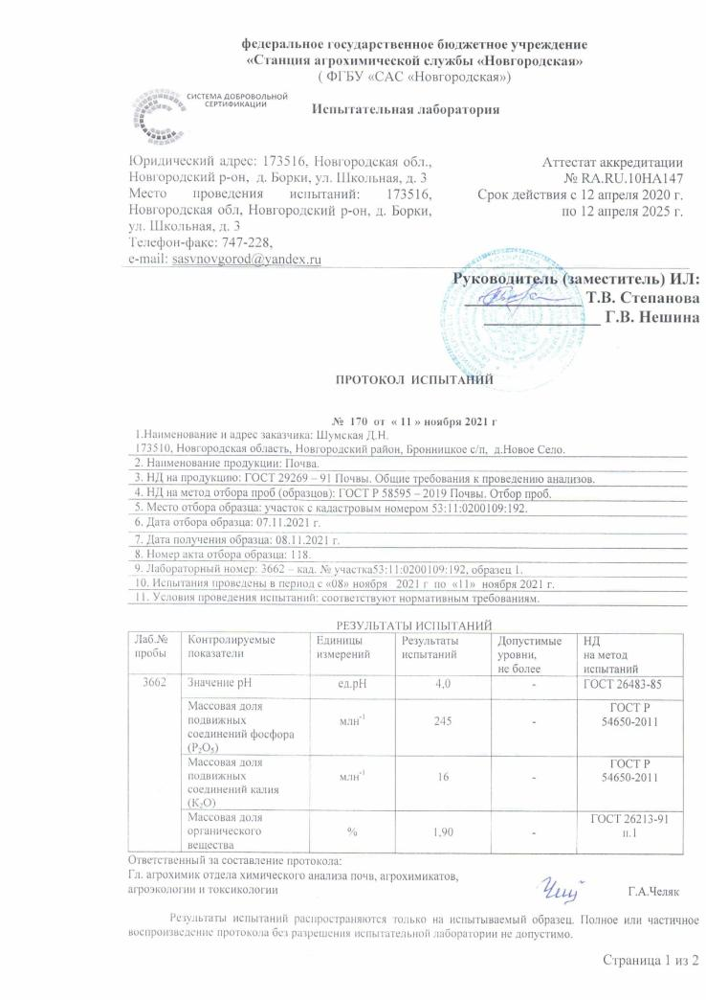 федеральное государственное бюджетное учреждение
«Станция агрохимической службы «Новгородская»
( ФГБУ «САС «Новгородская»)
СИСТЕМА ДОБРОВОЛЬНОЙ
СЕРТИФИКАЦИИ
Испытательная лаборатория
Юридический адрес: 173516, Новгородская обл.,
Новгородский р-он, д. Борки, ул. Школьная, д. 3
Место проведения испытаний: 173516,
Новгородская обл, Новгородский р-он, д. Борки,
ул. Школьная, д. 3
Телефон-факс: 747-228,
e-mail: sasvnovgorod@yandex.ru
Аттестат аккредитации
№ RA.RU.10НА147
Срок действия с 12 апреля 2020 г.
по 12 апреля 2025 г.
Руководитель (заместитель) ИЛ:
Т.В. Степанова
Г.В. Нешина
ПРОТОКОЛ ИСПЫТАНИЙ
№ 170 от « 11 » ноября 2021 г
1.Наименование и адрес заказчика: Шумская Д.Н.
173510, Новгородская область, Новгородский район, Бронницкое с/п, д.Новое Село.
2. Наименование продукции: Почва.
3. НД на продукцию: ГОСТ 29269 – 91 Почвы. Общие требования к проведению анализов.
4. НД на метод отбора проб (образцов): ГОСТ Р 58595 – 2019 Почвы. Отбор проб.
5. Место отбора образца: участок с кадастровым номером 53:11:0200109:192.
6. Дата отбора образца: 07.11.2021 г.
7. Дата получения образца: 08.11.2021 г.
8. Номер акта отбора образца: 118.
9. Лабораторный номер: 3662 – кад. № участка53:11:0200109:192, образец 1.
10. Испытания проведены в период с «08» ноября 2021 г по «11» ноября 2021 г.
11. Условия проведения испытаний: соответствуют нормативным требованиям.
РЕЗУЛЬТАТЫ ИСПЫТАНИЙ
Лаб.№ пробы Контролируемые показатели Единицы измерений Результаты испытаний Допустимые уровни, не более НД на метод испытаний
3662 Значение pH ед.pH 4,0 - ГОСТ 26483-85
Массовая доля подвижных соединений фосфора (P₂O₅) млн⁻¹ 245 - ГОСТ Р 54650-2011
Массовая доля подвижных соединений калия (K₂O) млн⁻¹ 16 - ГОСТ Р 54650-2011
Массовая доля органического вещества % 1,90 - ГОСТ 26213-91 п.1
Ответственный за составление протокола:
Гл. агрохимик отдела химического анализа почв, агрохимикатов,
агроэкологии и токсикологии Г.А.Челяк
Результаты испытаний распространяются только на испытываемый образец. Полное или частичное
воспроизведение протокола без разрешения испытательной лаборатории не допустимо.
Страница 1 из 2